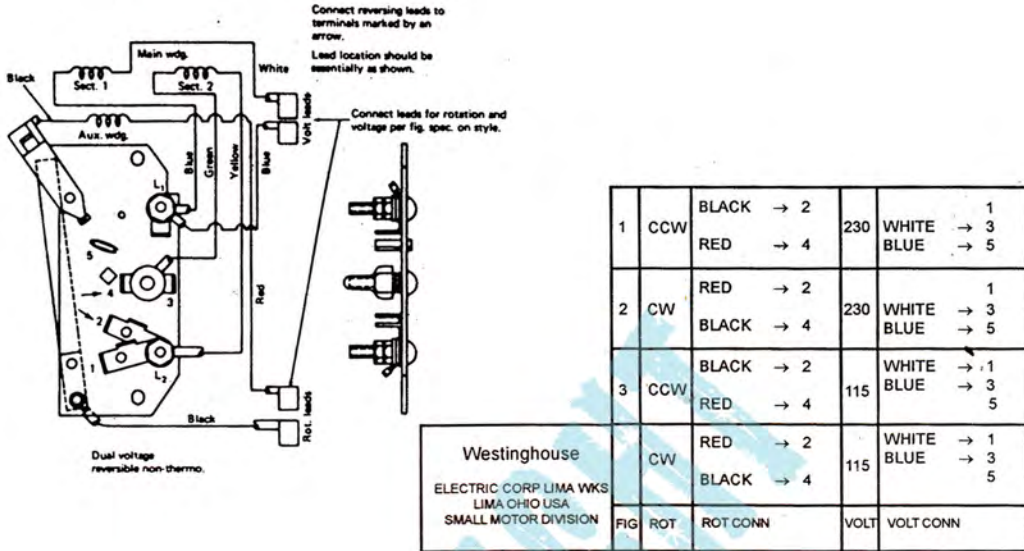 Connect reversing leads to
terminals marked by an
arrow.
Lead location should be
essentially as shown.
Main wdg.
White
Black
Sect. 1
Sect. 2
Volt leads
Connect leads for rotation and
voltage per fig. spec. on style.
Aux. wdg.
Blue
Green
Yellow
Blue
L1
5
4
3
2
1
L2
Red
Rot. leads
Black
Dual voltage
reversible non-thermo.
1 CCW BLACK → 2 RED → 4 230 1 WHITE → 3 BLUE → 5
2 CW RED → 2 BLACK → 4 230 1 WHITE → 3 BLUE → 5
3 CCW BLACK → 2 RED → 4 115 WHITE → 1 BLUE → 3 5
CW RED → 2 BLACK → 4 115 WHITE → 1 BLUE → 3 5
FIG ROT ROT CONN VOLT VOLT CONN
Westinghouse
ELECTRIC CORP LIMA WKS
LIMA OHIO USA
SMALL MOTOR DIVISION